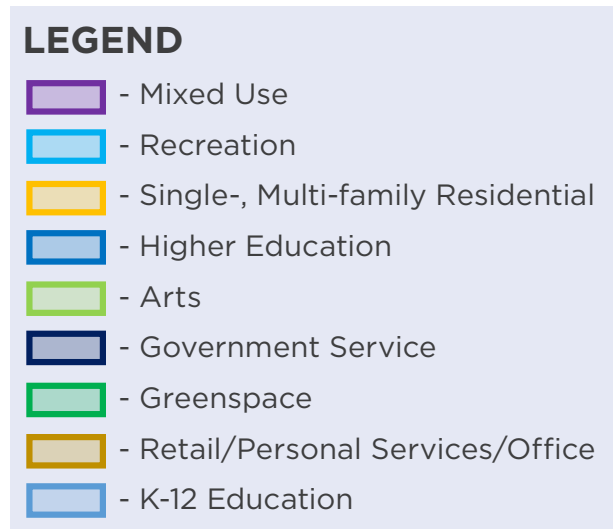 LEGEND
- Mixed Use
- Recreation
- Single-, Multi-family Residential
- Higher Education
- Arts
- Government Service
- Greenspace
- Retail/Personal Services/Office
- K-12 Education